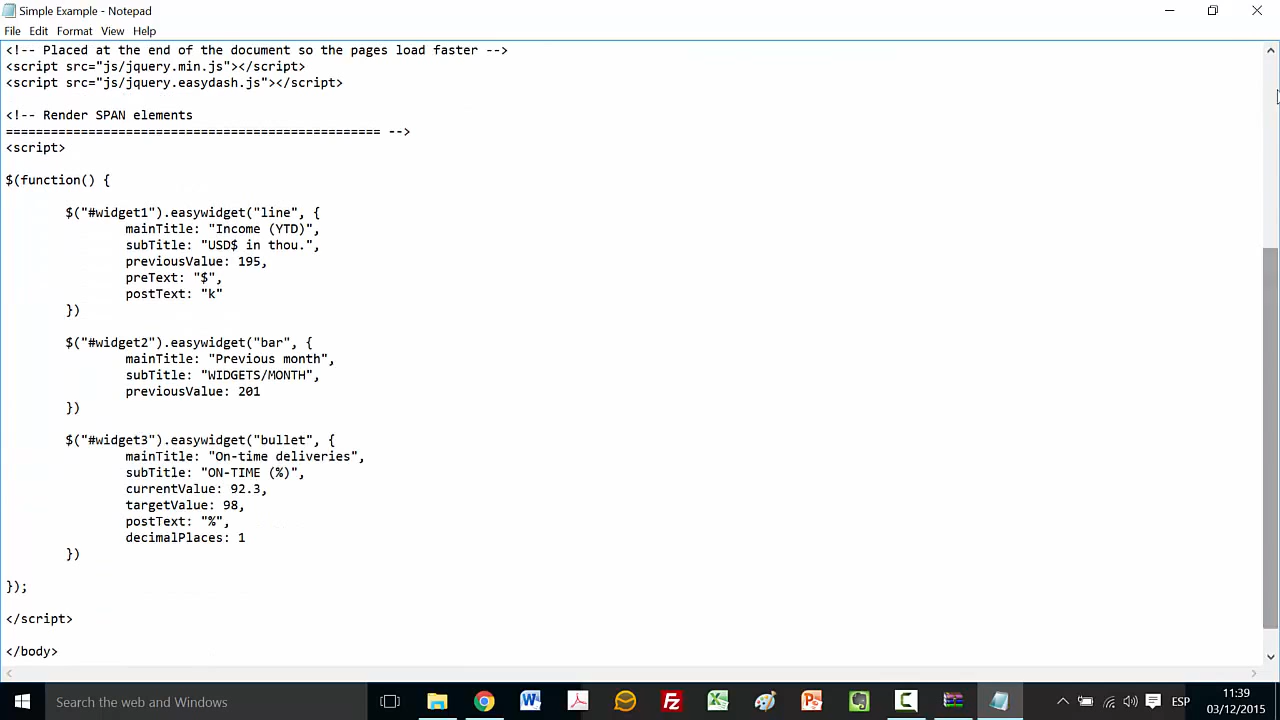 Simple Example - Notepad
File Edit Format View Help
<!-- Placed at the end of the document so the pages load faster -->
<script src="js/jquery.min.js"></script>
<script src="js/jquery.easydash.js"></script>
<!-- Render SPAN elements
================================================== -->
<script>
$(function() {
$("#widget1").easywidget("line", {
mainTitle: "Income (YTD)",
subTitle: "USD$ in thou.",
previousValue: 195,
preText: "$",
postText: "k"
})
$("#widget2").easywidget("bar", {
mainTitle: "Previous month",
subTitle: "WIDGETS/MONTH",
previousValue: 201
})
$("#widget3").easywidget("bullet", {
mainTitle: "On-time deliveries",
subTitle: "ON-TIME (%)",
currentValue: 92.3,
targetValue: 98,
postText: "%",
decimalPlaces: 1
})
});
</script>
</body>
Search the web and Windows
ESP
11:39
03/12/2015